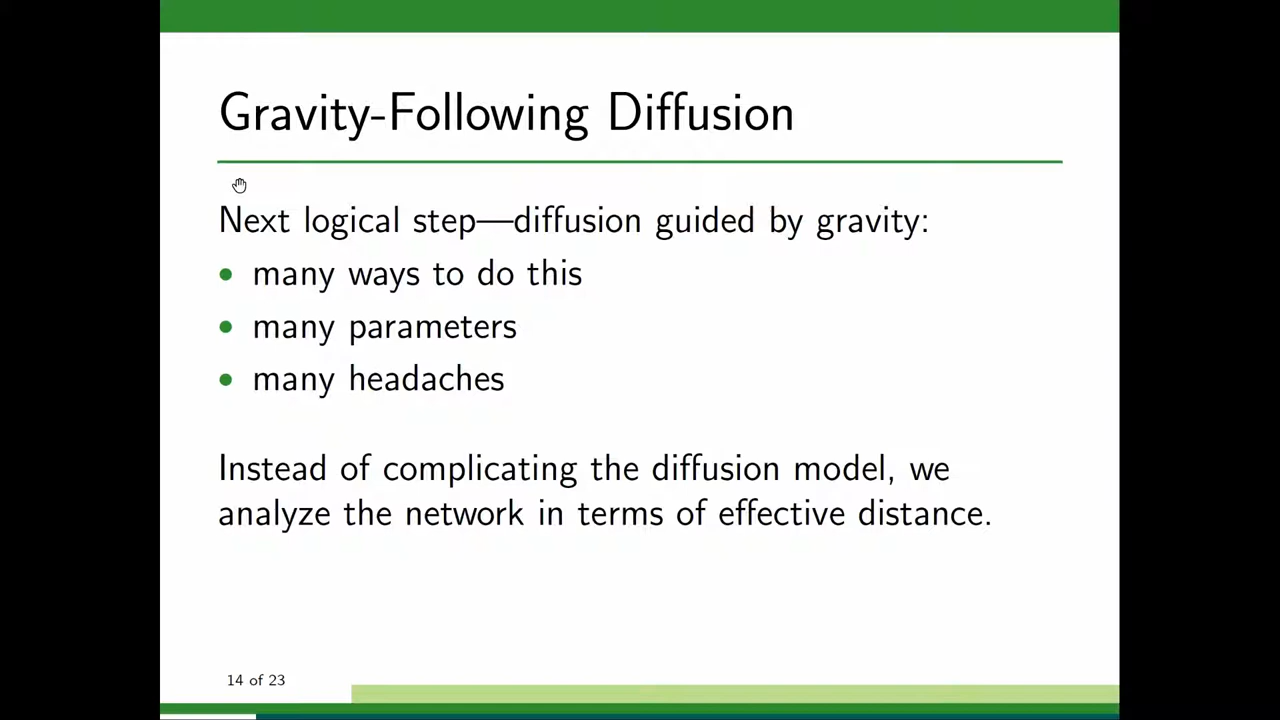 Gravity-Following Diffusion
Next logical step—diffusion guided by gravity:
• many ways to do this
• many parameters
• many headaches
Instead of complicating the diffusion model, we
analyze the network in terms of effective distance.
14 of 23